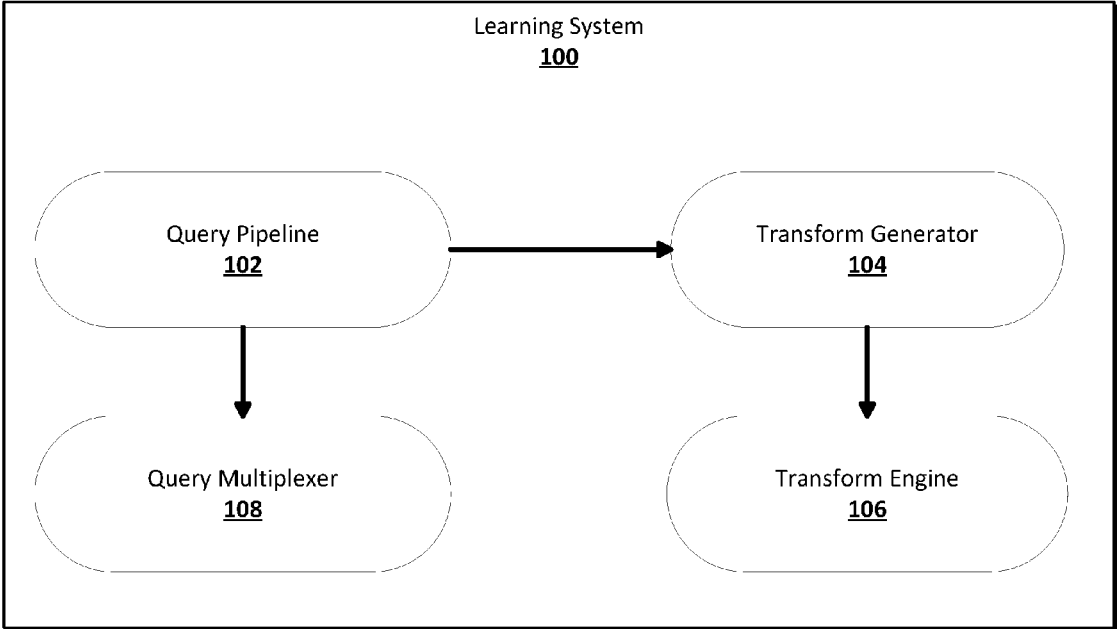 Learning System
100
Query Pipeline
102
Transform Generator
104
Query Multiplexer
108
Transform Engine
106